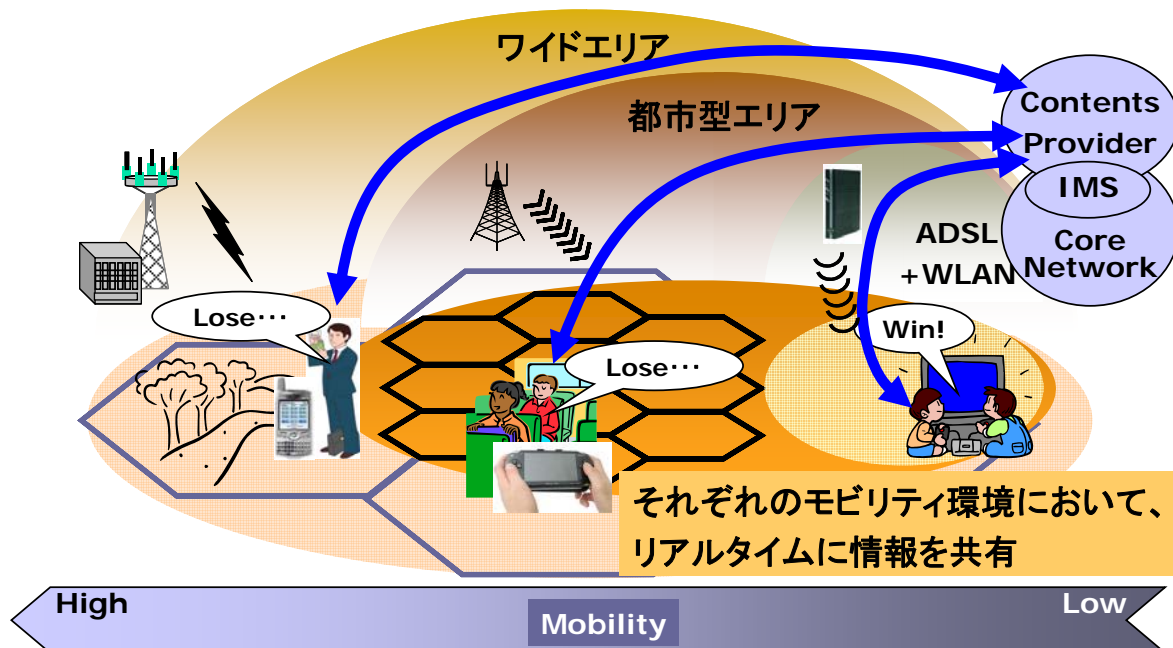 ワイドエリア
都市型エリア
Contents
Provider
IMS
Core
Network
ADSL
+WLAN
Lose…
Lose…
Win!
それぞれのモビリティ環境において、
リアルタイムに情報を共有
High
Low
Mobility